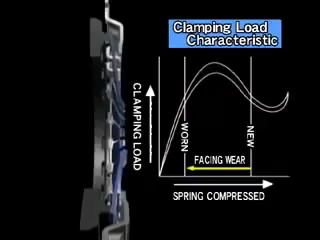 Clamping Load
Characteristic
CLAMPING LOAD
WORN
NEW
FACING WEAR
SPRING COMPRESSED